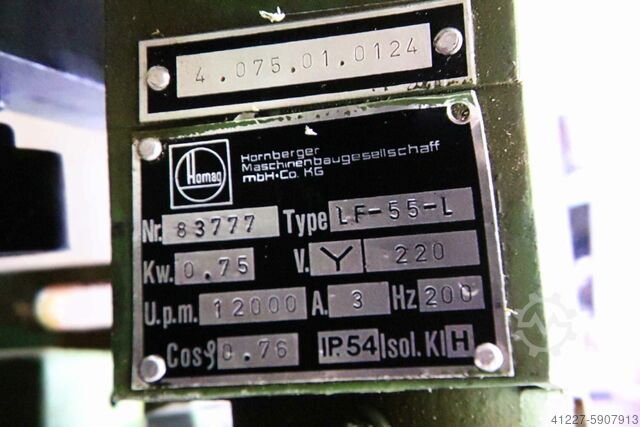 4.075.01.0124
Homag
Hornberger
Maschinenbaugesellschaft
mbH+Co. KG
Nr. 83777 Type LF-55-L
Kw. 0.75 V. Y 220
U.p.m. 12000 A. 3 Hz 200
Cosφ 0.76 IP.54 Isol. Kl H
41227-5907913